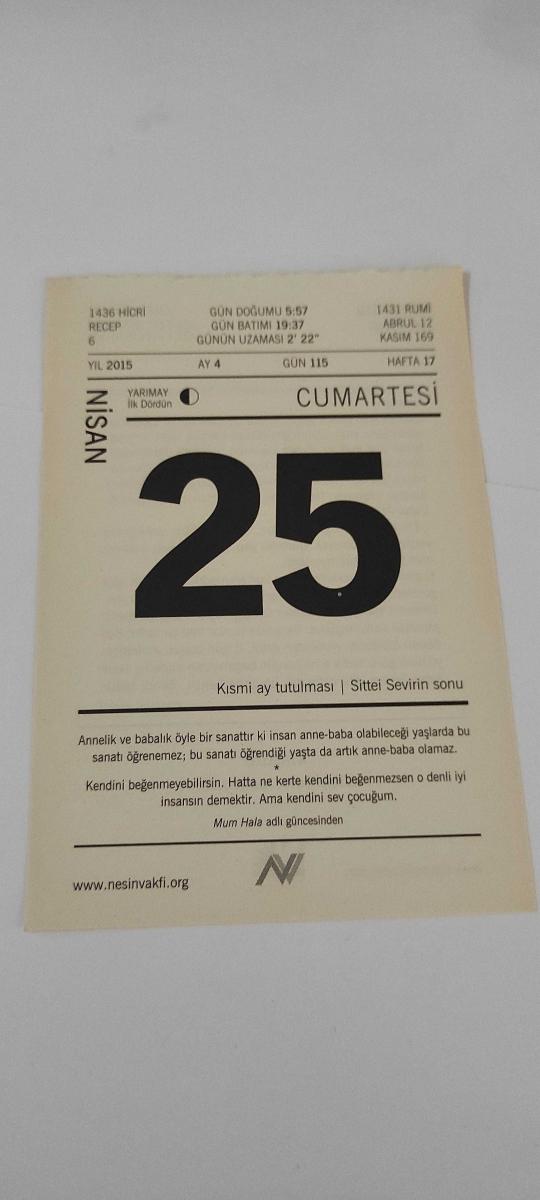 1436 HİCRİ GÜN DOĞUMU 5:57 1431 RUMİ
RECEP GÜN BATIMI 19:37 ABRUL 12
6 GÜNÜN UZAMASI 2' 22" KASIM 169
YIL 2015 AY 4 GÜN 115 HAFTA 17
NİSAN
YARIMAY
İlk Dördün
CUMARTESİ
25
Kısmi ay tutulması | Sittei Sevirin sonu
Annelik ve babalık öyle bir sanattır ki insan anne-baba olabileceği yaşlarda bu
sanatı öğrenemez; bu sanatı öğrendiği yaşta da artık anne-baba olamaz.
*
Kendini beğenmeyebilirsin. Hatta ne kerte kendini beğenmezsen o denli iyi
insansın demektir. Ama kendini sev çocuğum.
Mum Hala adlı güncesinden
www.nesinvakfi.org